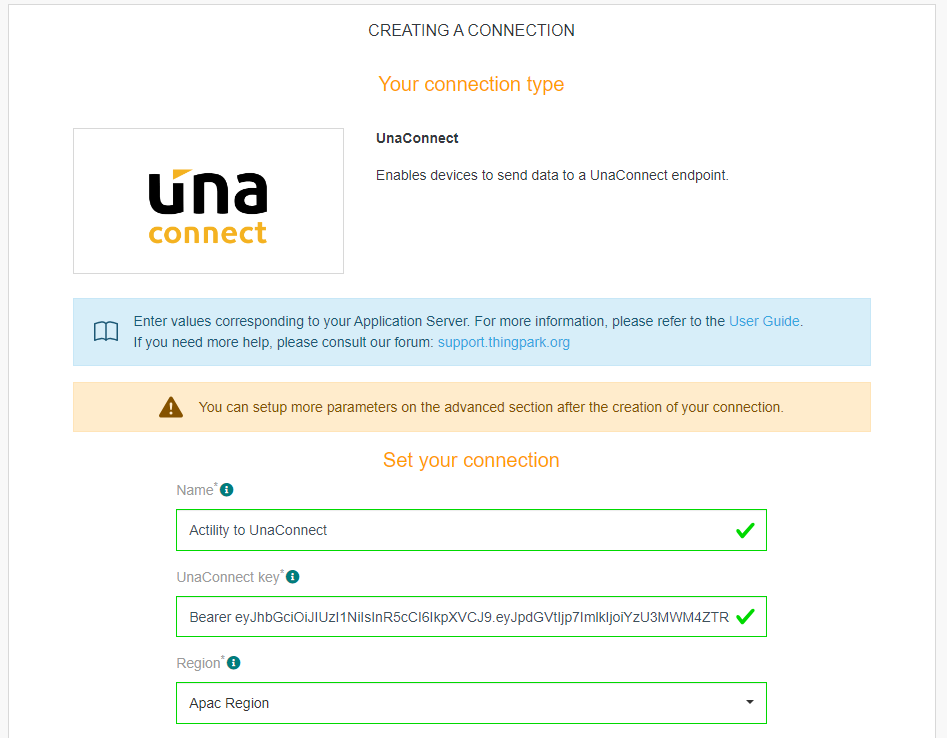 CREATING A CONNECTION
Your connection type
una
connect
UnaConnect
Enables devices to send data to a UnaConnect endpoint.
Enter values corresponding to your Application Server. For more information, please refer to the User Guide.
If you need more help, please consult our forum: support.thingpark.org
You can setup more parameters on the advanced section after the creation of your connection.
Set your connection
Name*
Actility to UnaConnect
UnaConnect key*
Bearer eyJhbGciOiJIUzI1NiIsInR5cCI6IkpXVCJ9.eyJpdGVtIjp7ImlkIjoiYzU3MWM4ZTR
Region*
Apac Region